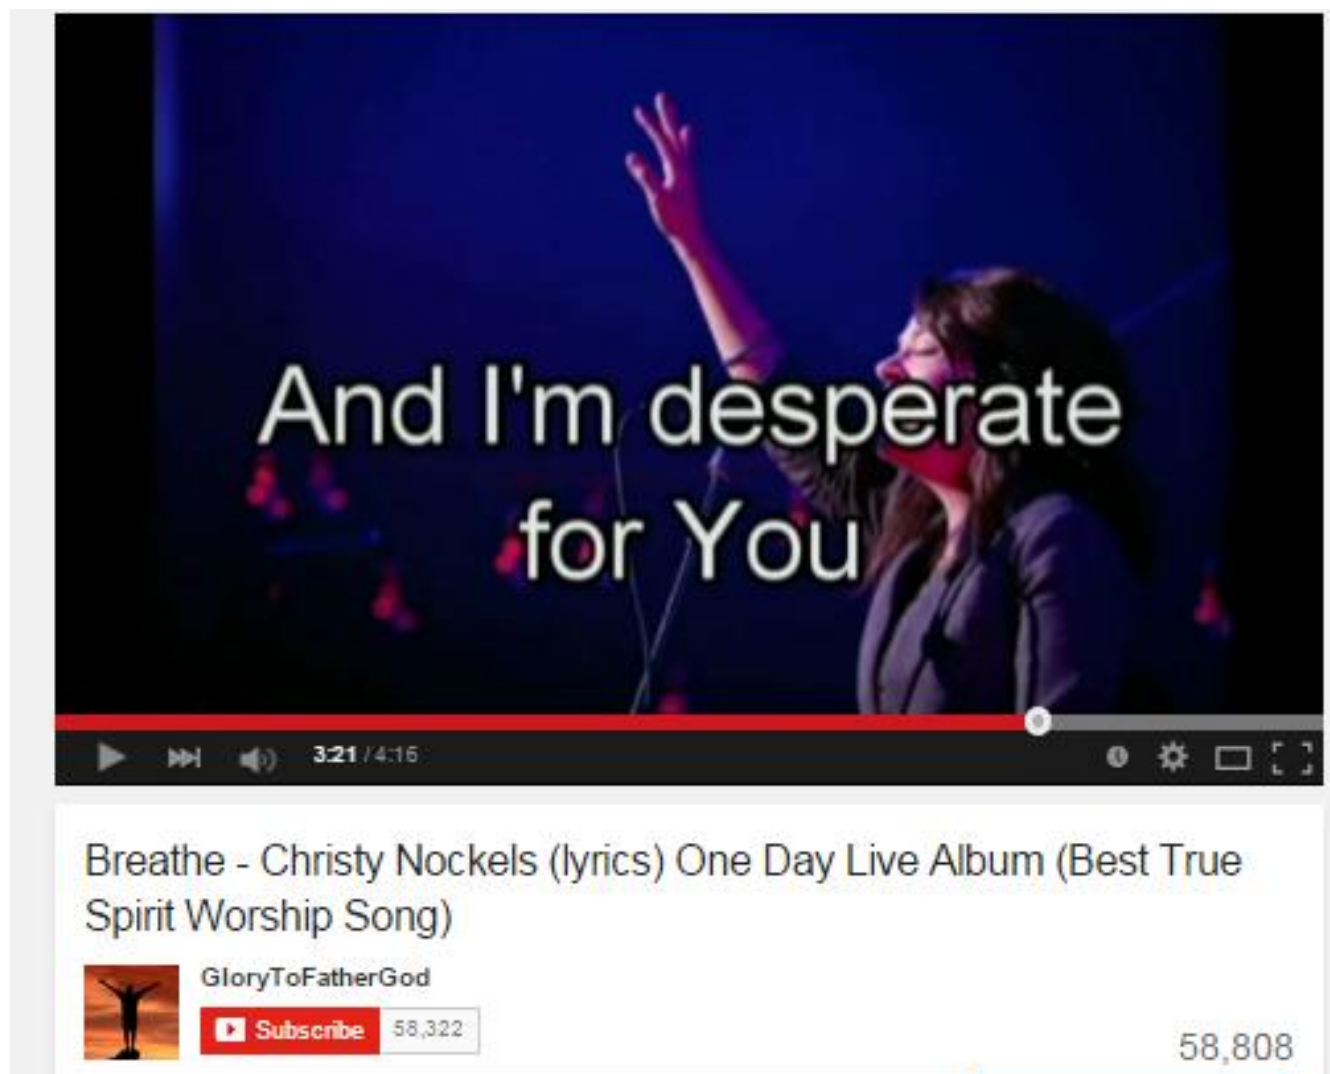 And I'm desperate
for You
3:21 / 4:15
Breathe - Christy Nockels (lyrics) One Day Live Album (Best True
Spirit Worship Song)
GloryToFatherGod
Subscribe 58,322
58,808